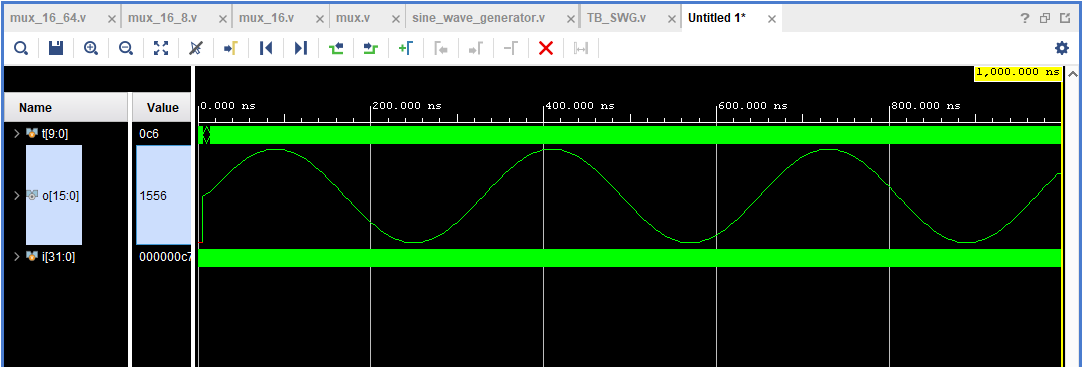 mux_16_64.v × mux_16_8.v × mux_16.v × mux.v × sine_wave_generator.v × TB_SWG.v × Untitled 1* ×
1,000.000 ns
Name Value
0.000 ns 200.000 ns 400.000 ns 600.000 ns 800.000 ns
t[9:0] 0c6
o[15:0] 1556
i[31:0] 000000c7